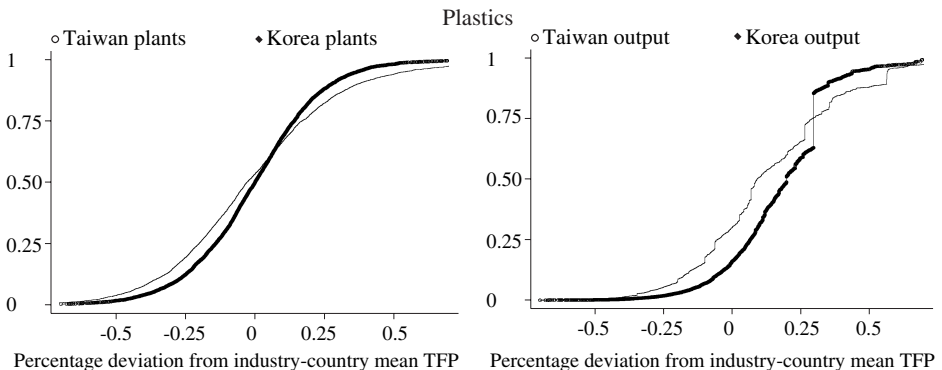 Plastics
Taiwan plants Korea plants
1
0.75
0.50
0.25
0
-0.5 -0.25 0 0.25 0.5
Percentage deviation from industry-country mean TFP
Taiwan output Korea output
1
0.75
0.50
0.25
0
-0.5 -0.25 0 0.25 0.5
Percentage deviation from industry-country mean TFP